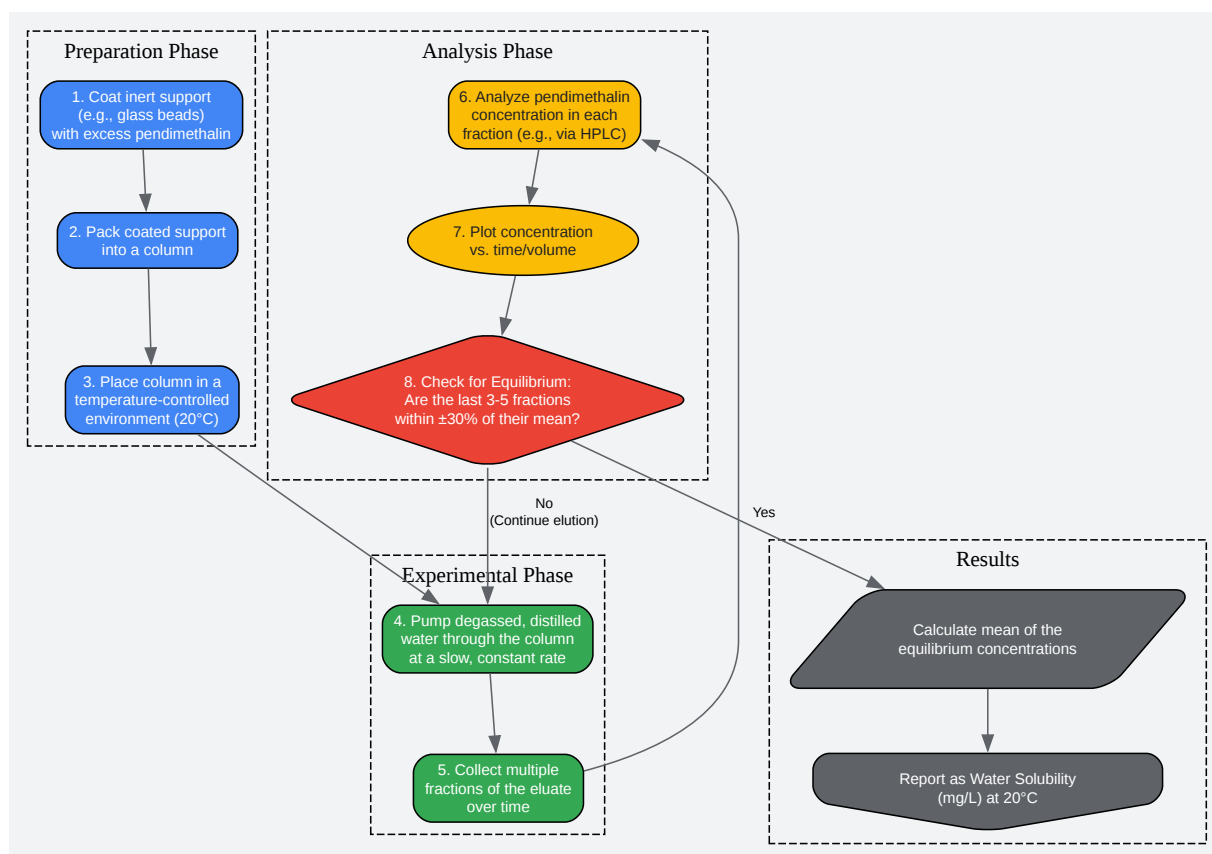 Preparation Phase
1. Coat inert support
(e.g., glass beads)
with excess pendimethalin
2. Pack coated support
into a column
3. Place column in a
temperature-controlled
environment (20°C)
Analysis Phase
6. Analyze pendimethalin
concentration in each
fraction (e.g., via HPLC)
7. Plot concentration
vs. time/volume
8. Check for Equilibrium:
Are the last 3-5 fractions
within ±30% of their mean?
No
(Continue elution)
Yes
Experimental Phase
4. Pump degassed, distilled
water through the column
at a slow, constant rate
5. Collect multiple
fractions of the eluate
over time
Results
Calculate mean of the
equilibrium concentrations
Report as Water Solubility
(mg/L) at 20°C